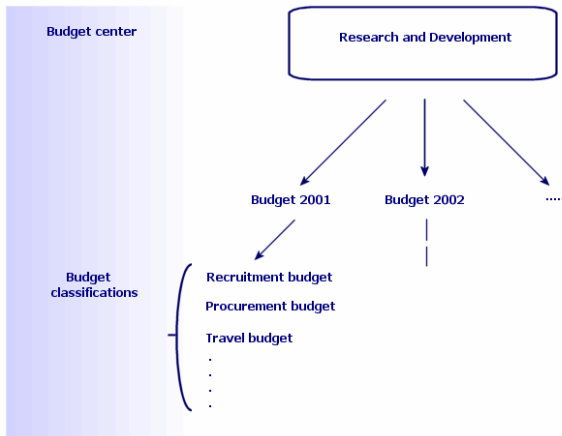 Budget center
Research and Development
Budget 2001
Budget 2002
.....
Budget
classifications
Recruitment budget
Procurement budget
Travel budget
.
.
.
.